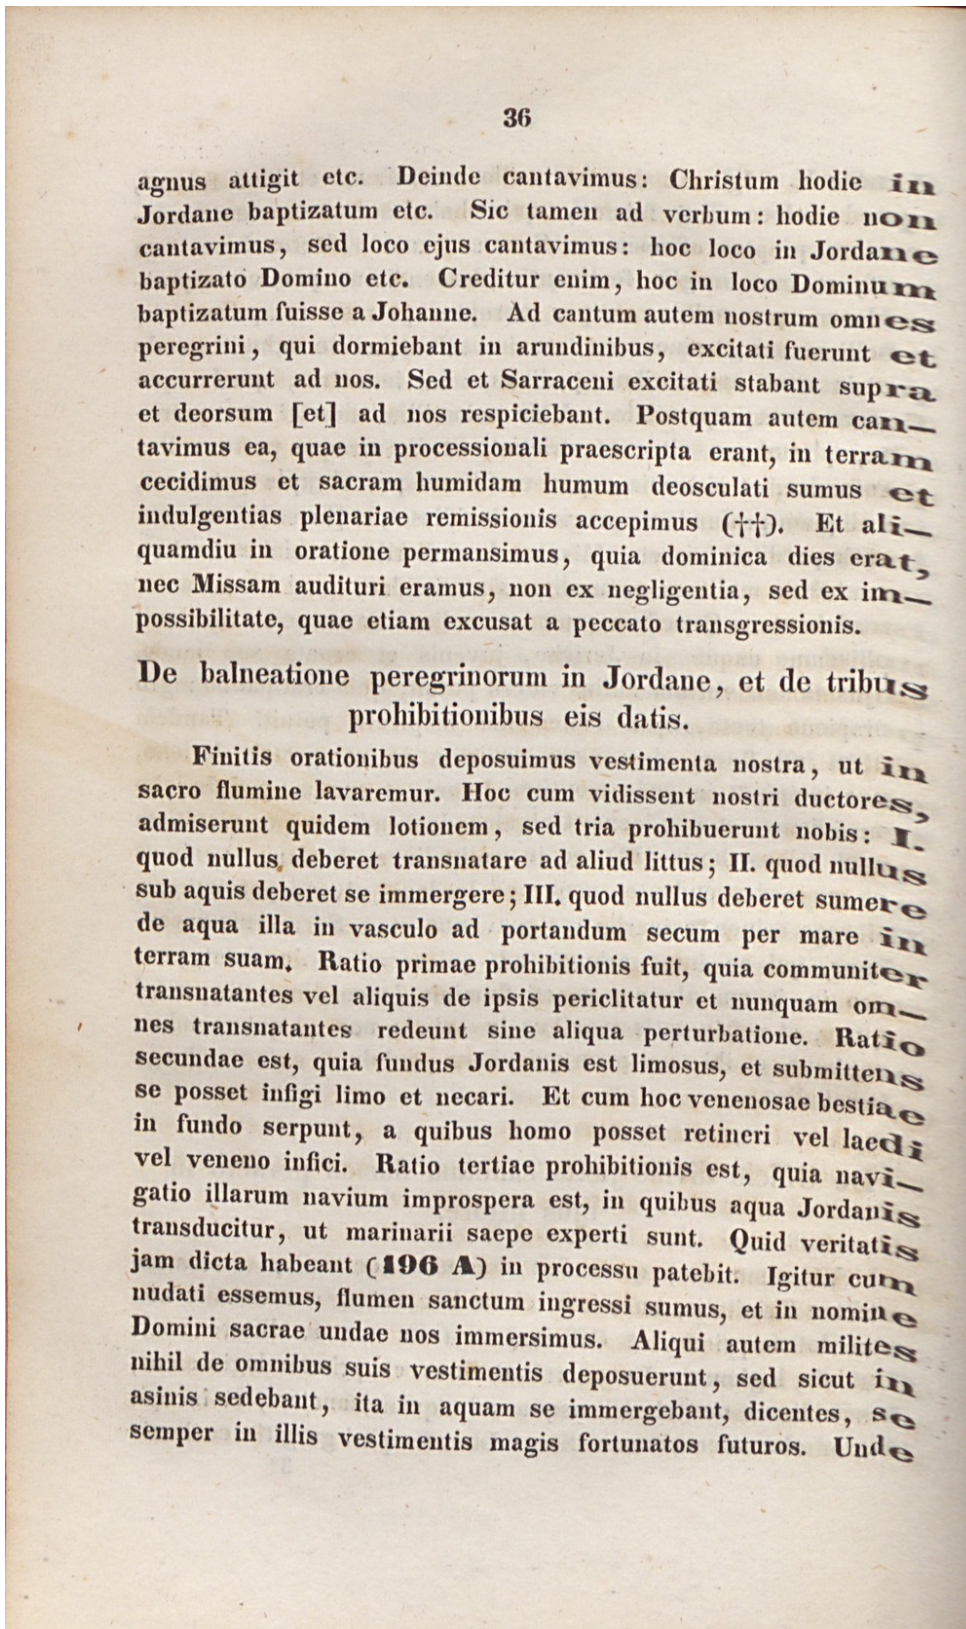 36
agnus attigit etc. Deinde cantavimus: Christum hodie in
Jordane baptizatum etc. Sic tamen ad verbum: hodie non
cantavimus, sed loco ejus cantavimus: hoc loco in Jordane
baptizato Domino etc. Creditur enim, hoc in loco Dominum
baptizatum fuisse a Johanne. Ad cantum autem nostrum omnes
peregrini, qui dormiebant in arundinibus, excitati fuerunt et
accurrerunt ad nos. Sed et Sarraceni excitati stabant supra
et deorsum [et] ad nos respiciebant. Postquam autem can-
tavimus ea, quae in processionali praescripta erant, in terram
cecidimus et sacram humidam humum deosculati sumus et
indulgentias plenariae remissionis accepimus (††). Et ali-
quamdiu in oratione permansimus, quia dominica dies erat,
nec Missam audituri eramus, non ex negligentia, sed ex im-
possibilitate, quae etiam excusat a peccato transgressionis.
De balneatione peregrinorum in Jordane, et de tribus
prohibitionibus eis datis.
Finitis orationibus deposuimus vestimenta nostra, ut in
sacro flumine lavaremur. Hoc cum vidissent nostri ductores,
admiserunt quidem lotionem, sed tria prohibuerunt nobis: I.
quod nullus deberet transnatare ad aliud littus; II. quod nullus
sub aquis deberet se immergere; III. quod nullus deberet sumere
de aqua illa in vasculo ad portandum secum per mare in
terram suam. Ratio primae prohibitionis fuit, quia communiter
transnatantes vel aliquis de ipsis periclitatur et nunquam om-
nes transnatantes redeunt sine aliqua perturbatione. Ratio
secundae est, quia fundus Jordanis est limosus, et submittens
se posset infigi limo et necari. Et cum hoc venenosae bestiae
in fundo serpunt, a quibus homo posset retineri vel laedi
vel veneno infici. Ratio tertiae prohibitionis est, quia navi-
gatio illarum navium improspera est, in quibus aqua Jordanis
transducitur, ut marinarii saepe experti sunt. Quid veritatis
jam dicta habeant (196 A) in processu patebit. Igitur cum
nudati essemus, flumen sanctum ingressi sumus, et in nomine
Domini sacrae undae nos immersimus. Aliqui autem milites
nihil de omnibus suis vestimentis deposuerunt, sed sicut in
asinis sedebant, ita in aquam se immergebant, dicentes, se
semper in illis vestimentis magis fortunatos futuros. Unde